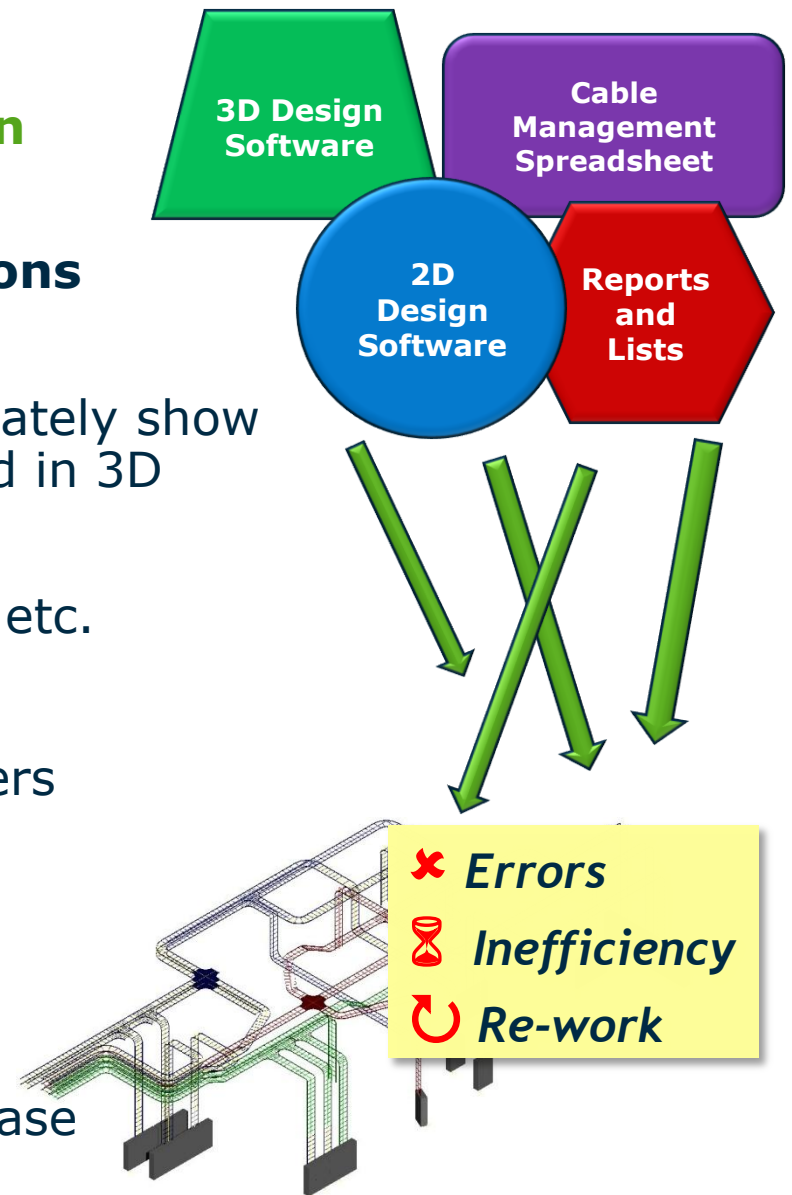 n
ons
ately show
d in 3D
etc.
ers
ase
3D Design
Software
Cable
Management
Spreadsheet
2D
Design
Software
Reports
and
Lists
Errors
Inefficiency
Re-work